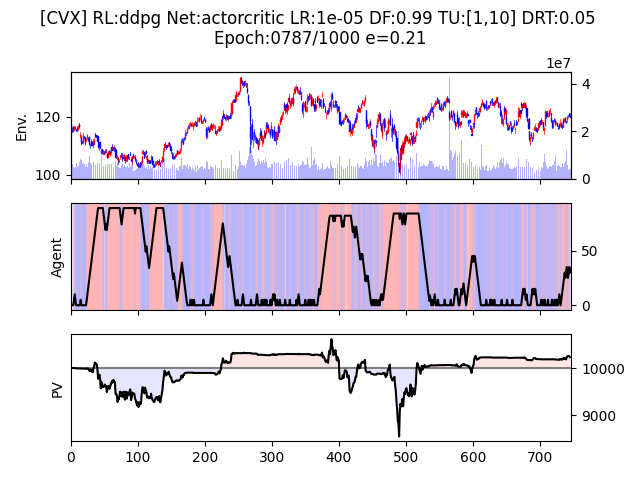 [CVX] RL:ddpg Net:actorcritic LR:1e-05 DF:0.99 TU:[1,10] DRT:0.05
Epoch:0787/1000 e=0.21
1e7
Env.
120
100
4
2
0
Agent
50
0
PV
10000
9000
0 100 200 300 400 500 600 700